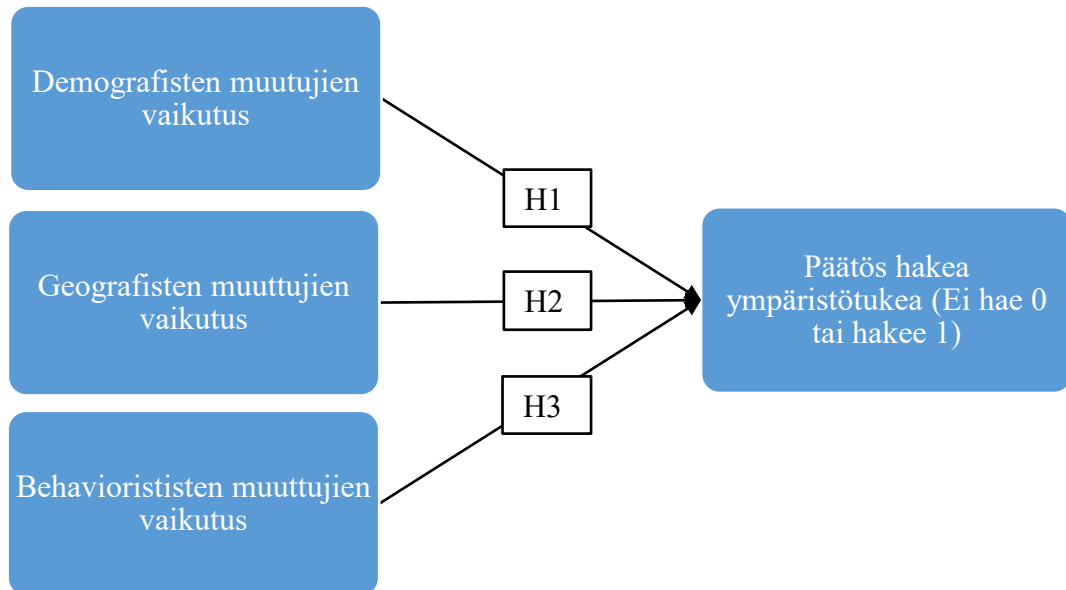 Demografisten muutujien
vaikutus
H1
Geografisten muuttujien
vaikutus
H2
Päätös hakea
ympäristötukea (Ei hae 0
tai hakee 1)
H3
Behaviorististen muuttujien
vaikutus